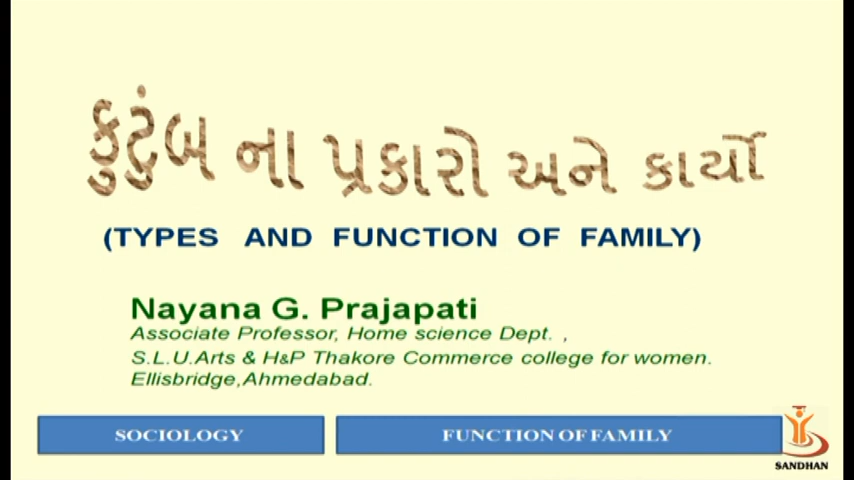 કુટુંબ ના પ્રકારો અને કાર્યો
(TYPES AND FUNCTION OF FAMILY)
Nayana G. Prajapati
Associate Professor, Home science Dept. ,
S.L.U.Arts & H&P Thakore Commerce college for women.
Ellisbridge,Ahmedabad.
SOCIOLOGY
FUNCTION OF FAMILY
SANDHAN